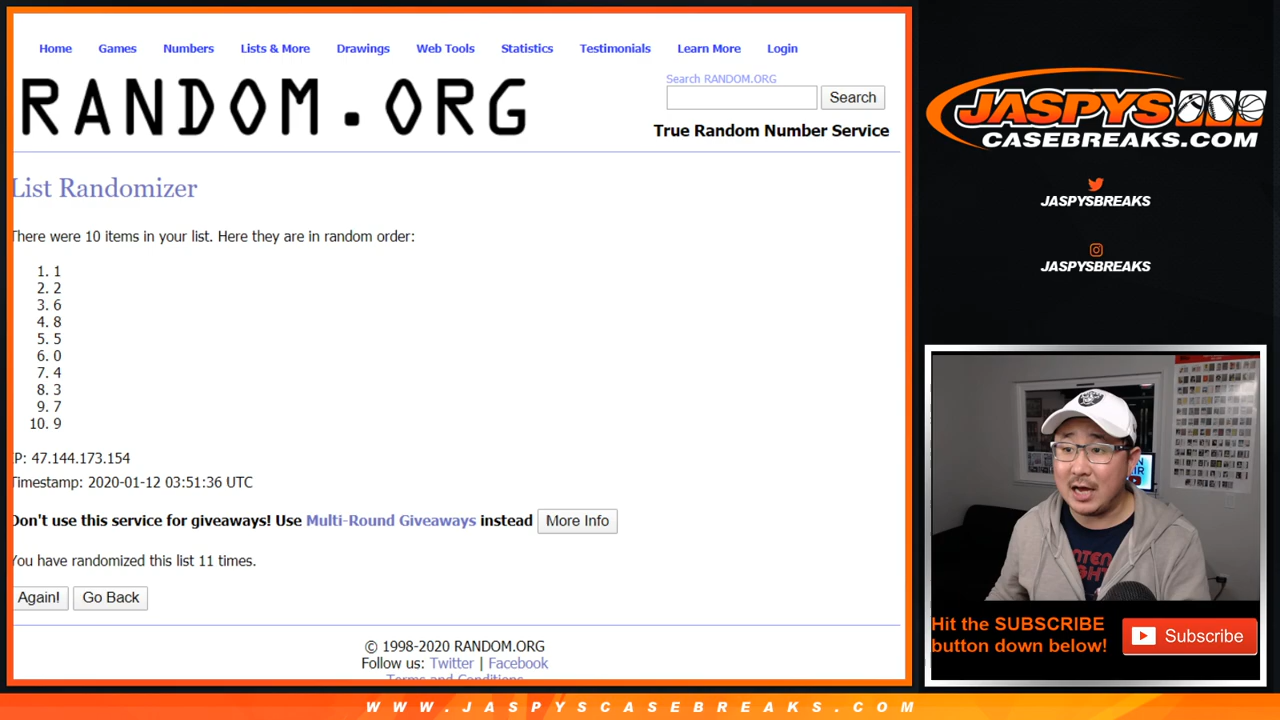 Home Games Numbers Lists & More Drawings Web Tools Statistics Testimonials Learn More Login
RANDOM.ORG
Search RANDOM.ORG
Search
True Random Number Service
List Randomizer
There were 10 items in your list. Here they are in random order:
1. 1
2. 2
3. 6
4. 8
5. 5
6. 0
7. 4
8. 3
9. 7
10. 9
IP: 47.144.173.154
Timestamp: 2020-01-12 03:51:36 UTC
Don't use this service for giveaways! Use Multi-Round Giveaways instead More Info
You have randomized this list 11 times.
Again! Go Back
© 1998-2020 RANDOM.ORG
Follow us: Twitter | Facebook
Terms and Conditions
JASPYS
CASEBREAKS.COM
JASPYSBREAKS
JASPYSBREAKS
Hit the SUBSCRIBE
button down below!
Subscribe
WWW.JASPYSCASEBREAKS.COM